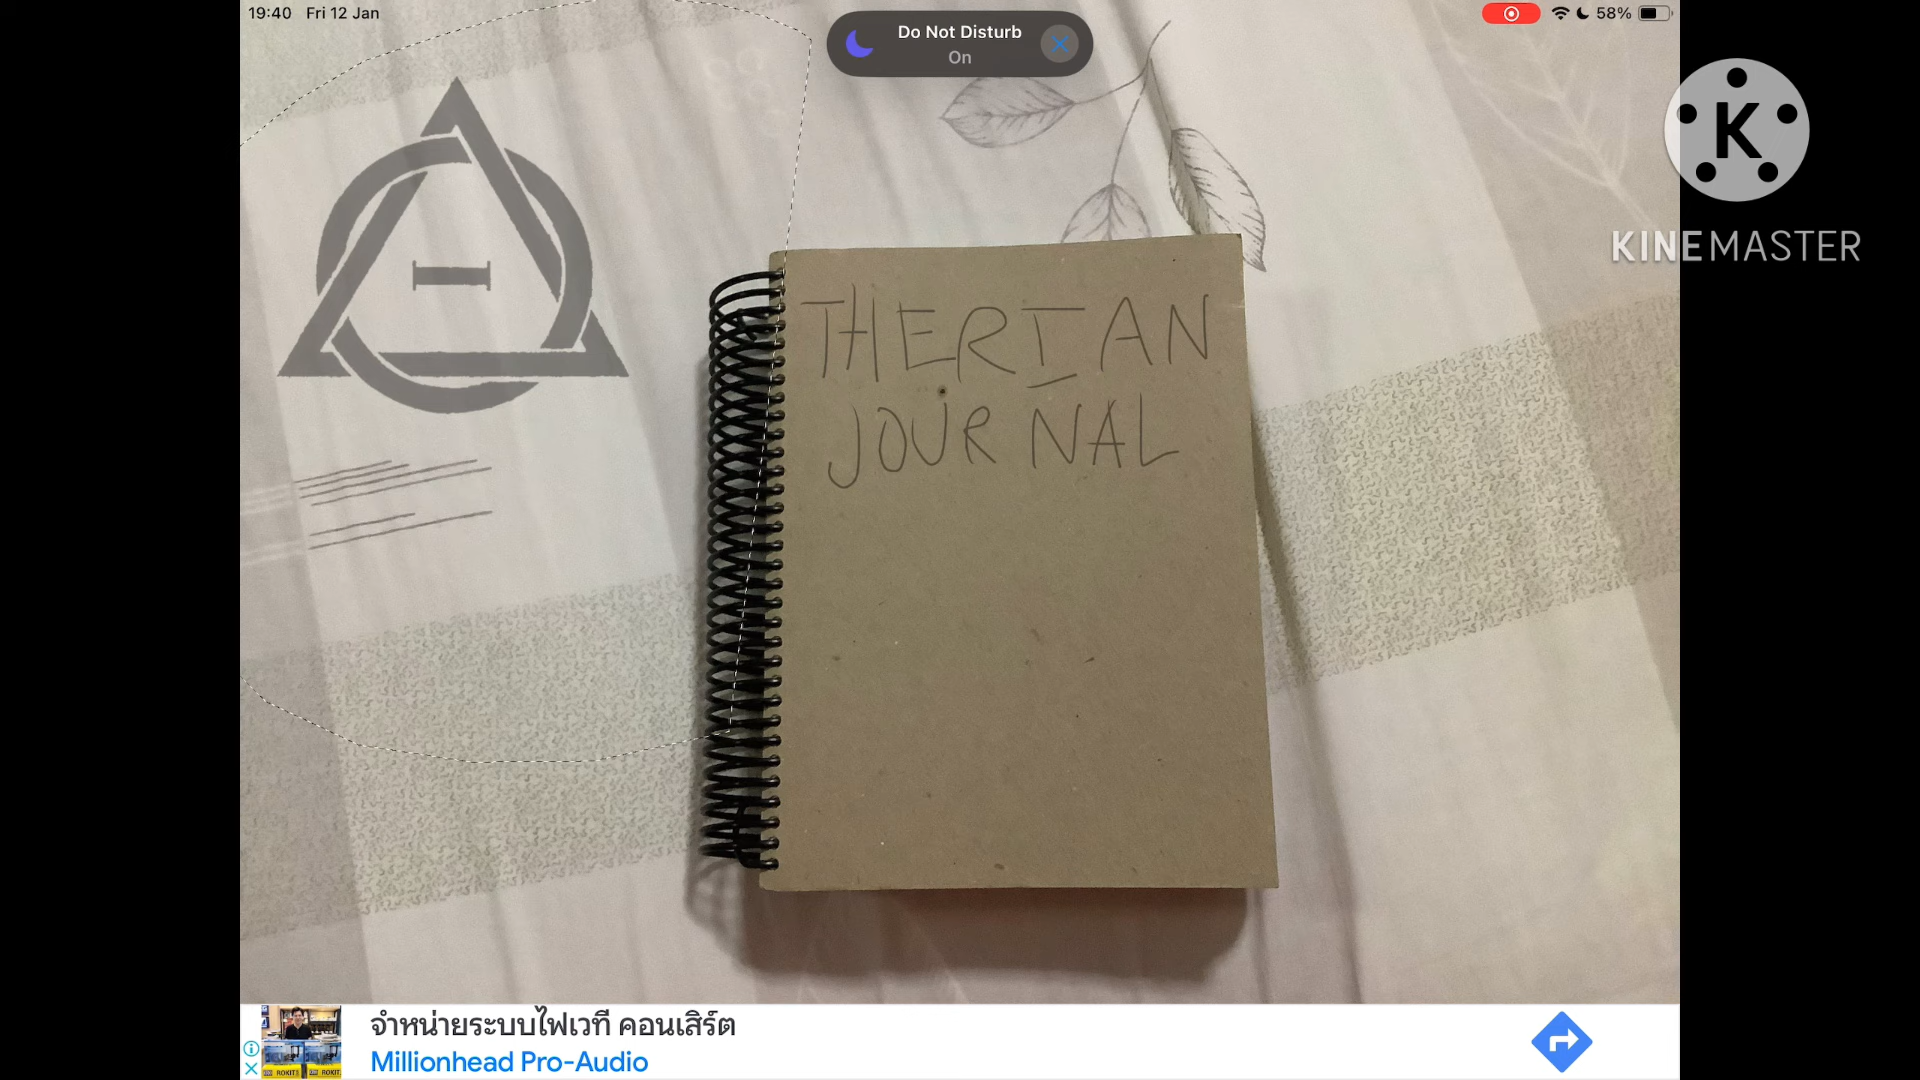 19:40 Fri 12 Jan
Do Not Disturb
On
58%
K
KINEMASTER
THERIAN
JOURNAL
จำหน่ายระบบไฟเวที คอนเสิร์ต
Millionhead Pro-Audio
ROKIT
ROKIT